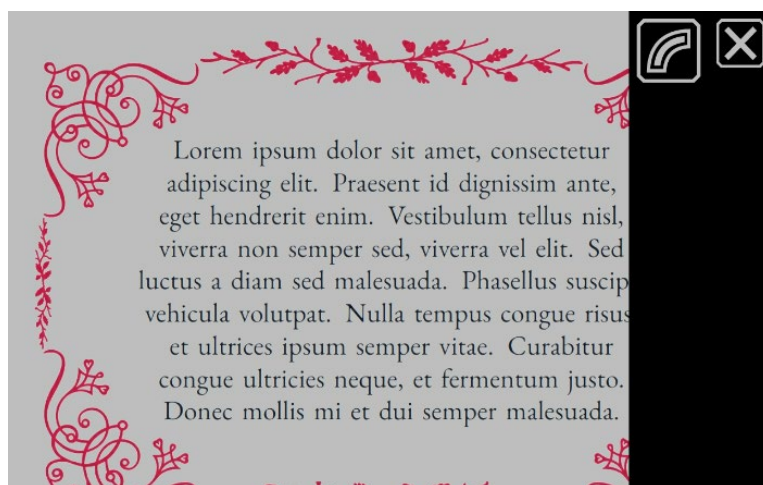 Lorem ipsum dolor sit amet, consectetur
adipiscing elit. Praesent id dignissim ante,
eget hendrerit enim. Vestibulum tellus nisl,
viverra non semper sed, viverra vel elit. Sed
luctus a diam sed malesuada. Phasellus suscip
vehicula volutpat. Nulla tempus congue risus
et ultrices ipsum semper vitae. Curabitur
congue ultricies neque, et fermentum justo.
Donec mollis mi et dui semper malesuada.